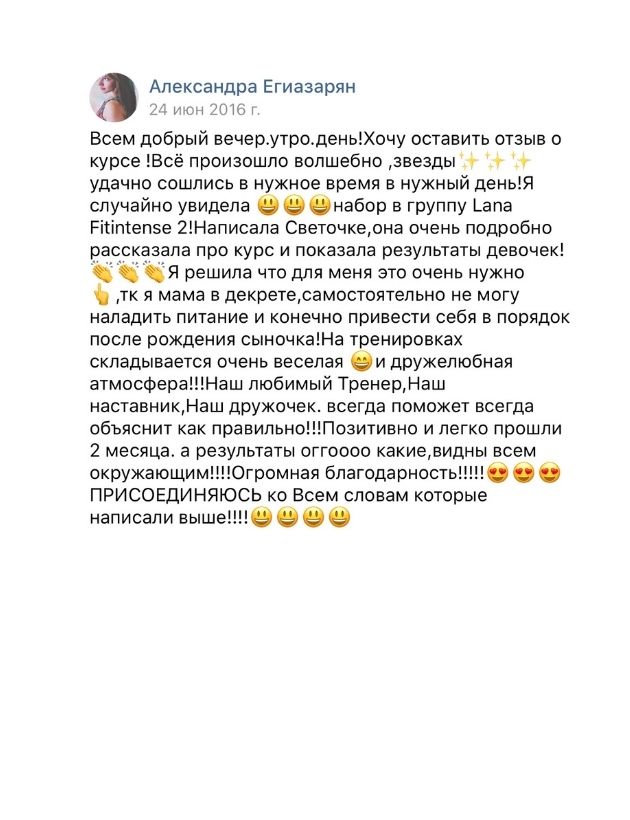 Александра Егиазарян
24 июн 2016 г.
Всем добрый вечер.утро.день!Хочу оставить отзыв о
курсе !Всё произошло волшебно ,звезды✨✨✨
удачно сошлись в нужное время в нужный день!Я
случайно увидела 😃😃😃набор в группу Lana
Fitintense 2!Написала Светочке,она очень подробно
рассказала про курс и показала результаты девочек!
👏👏👏Я решила что для меня это очень нужно
👆,тк я мама в декрете,самостоятельно не могу
наладить питание и конечно привести себя в порядок
после рождения сыночка!На тренировках
складывается очень веселая 😄и дружелюбная
атмосфера!!!Наш любимый Тренер,Наш
наставник,Наш дружочек. всегда поможет всегда
объяснит как правильно!!!Позитивно и легко прошли
2 месяца. а результаты оггоооо какие,видны всем
окружающим!!!!Огромная благодарность!!!!!😍😍😍
ПРИСОЕДИНЯЮСЬ ко Всем словам которые
написали выше!!!!😃😃😃😃